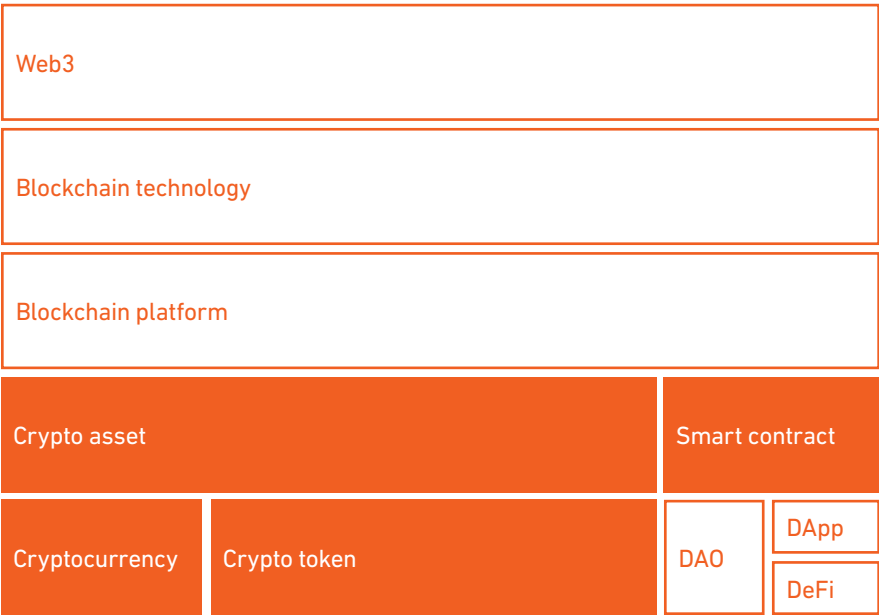 Web3
Blockchain technology
Blockchain platform
Crypto asset
Smart contract
Cryptocurrency
Crypto token
DAO
DApp
DeFi